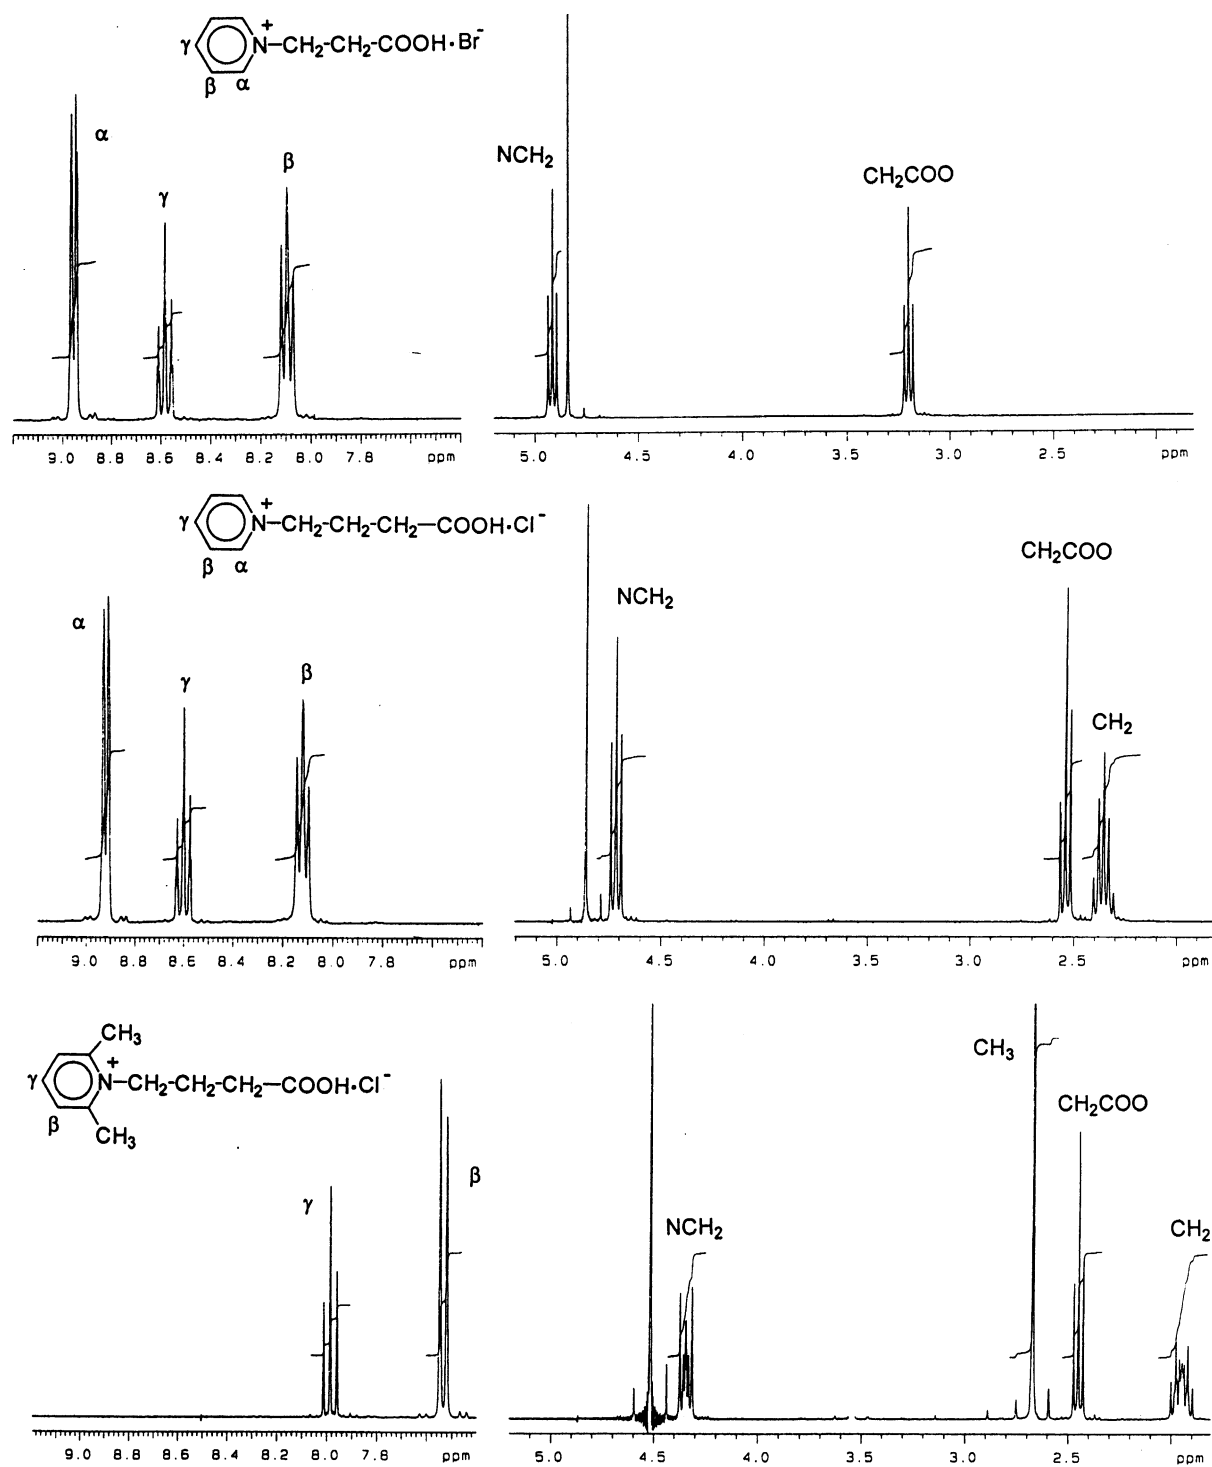 +
γ N–CH₂-CH₂-COOH·Br⁻
β α
α
γ
β
NCH₂
CH₂COO
9.0 8.8 8.6 8.4 8.2 8.0 7.8 ppm
5.0 4.5 4.0 3.5 3.0 2.5 ppm
+
γ N–CH₂-CH₂-CH₂–COOH·Cl⁻
β α
α
γ
β
NCH₂
CH₂COO
CH₂
9.0 8.8 8.6 8.4 8.2 8.0 7.8 ppm
5.0 4.5 4.0 3.5 3.0 2.5 ppm
CH₃
+
γ N–CH₂-CH₂-CH₂–COOH·Cl⁻
β
CH₃
γ
β
NCH₂
CH₃
CH₂COO
CH₂
9.0 8.8 8.6 8.4 8.2 8.0 7.8 ppm
5.0 4.5 4.0 3.5 3.0 2.5 ppm